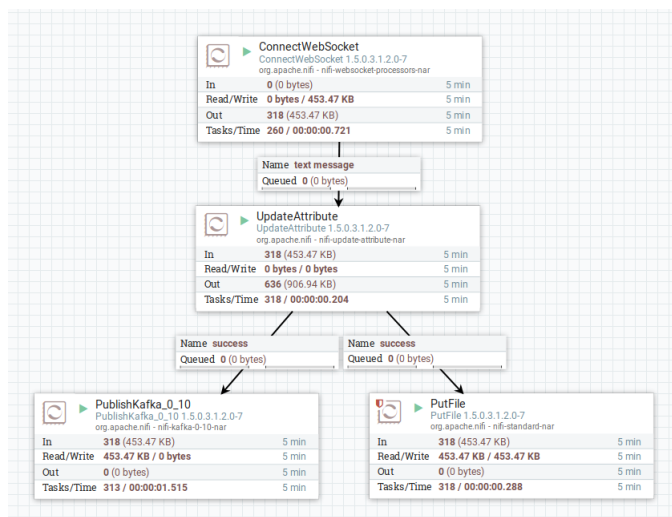 ConnectWebSocket
ConnectWebSocket 1.5.0.3.1.2.0-7
org.apache.nifi - nifi-websocket-processors-nar
In 0 (0 bytes) 5 min
Read/Write 0 bytes / 453.47 KB 5 min
Out 318 (453.47 KB) 5 min
Tasks/Time 260 / 00:00:00.721 5 min
Name text message
Queued 0 (0 bytes)
UpdateAttribute
UpdateAttribute 1.5.0.3.1.2.0-7
org.apache.nifi - nifi-update-attribute-nar
In 318 (453.47 KB) 5 min
Read/Write 0 bytes / 0 bytes 5 min
Out 636 (906.94 KB) 5 min
Tasks/Time 318 / 00:00:00.204 5 min
Name success
Queued 0 (0 bytes)
Name success
Queued 0 (0 bytes)
PublishKafka_0_10
PublishKafka_0_10 1.5.0.3.1.2.0-7
org.apache.nifi - nifi-kafka-0-10-nar
In 318 (453.47 KB) 5 min
Read/Write 453.47 KB / 0 bytes 5 min
Out 0 (0 bytes) 5 min
Tasks/Time 313 / 00:00:01.515 5 min
PutFile
PutFile 1.5.0.3.1.2.0-7
org.apache.nifi - nifi-standard-nar
In 318 (453.47 KB) 5 min
Read/Write 453.47 KB / 453.47 KB 5 min
Out 0 (0 bytes) 5 min
Tasks/Time 318 / 00:00:00.288 5 min